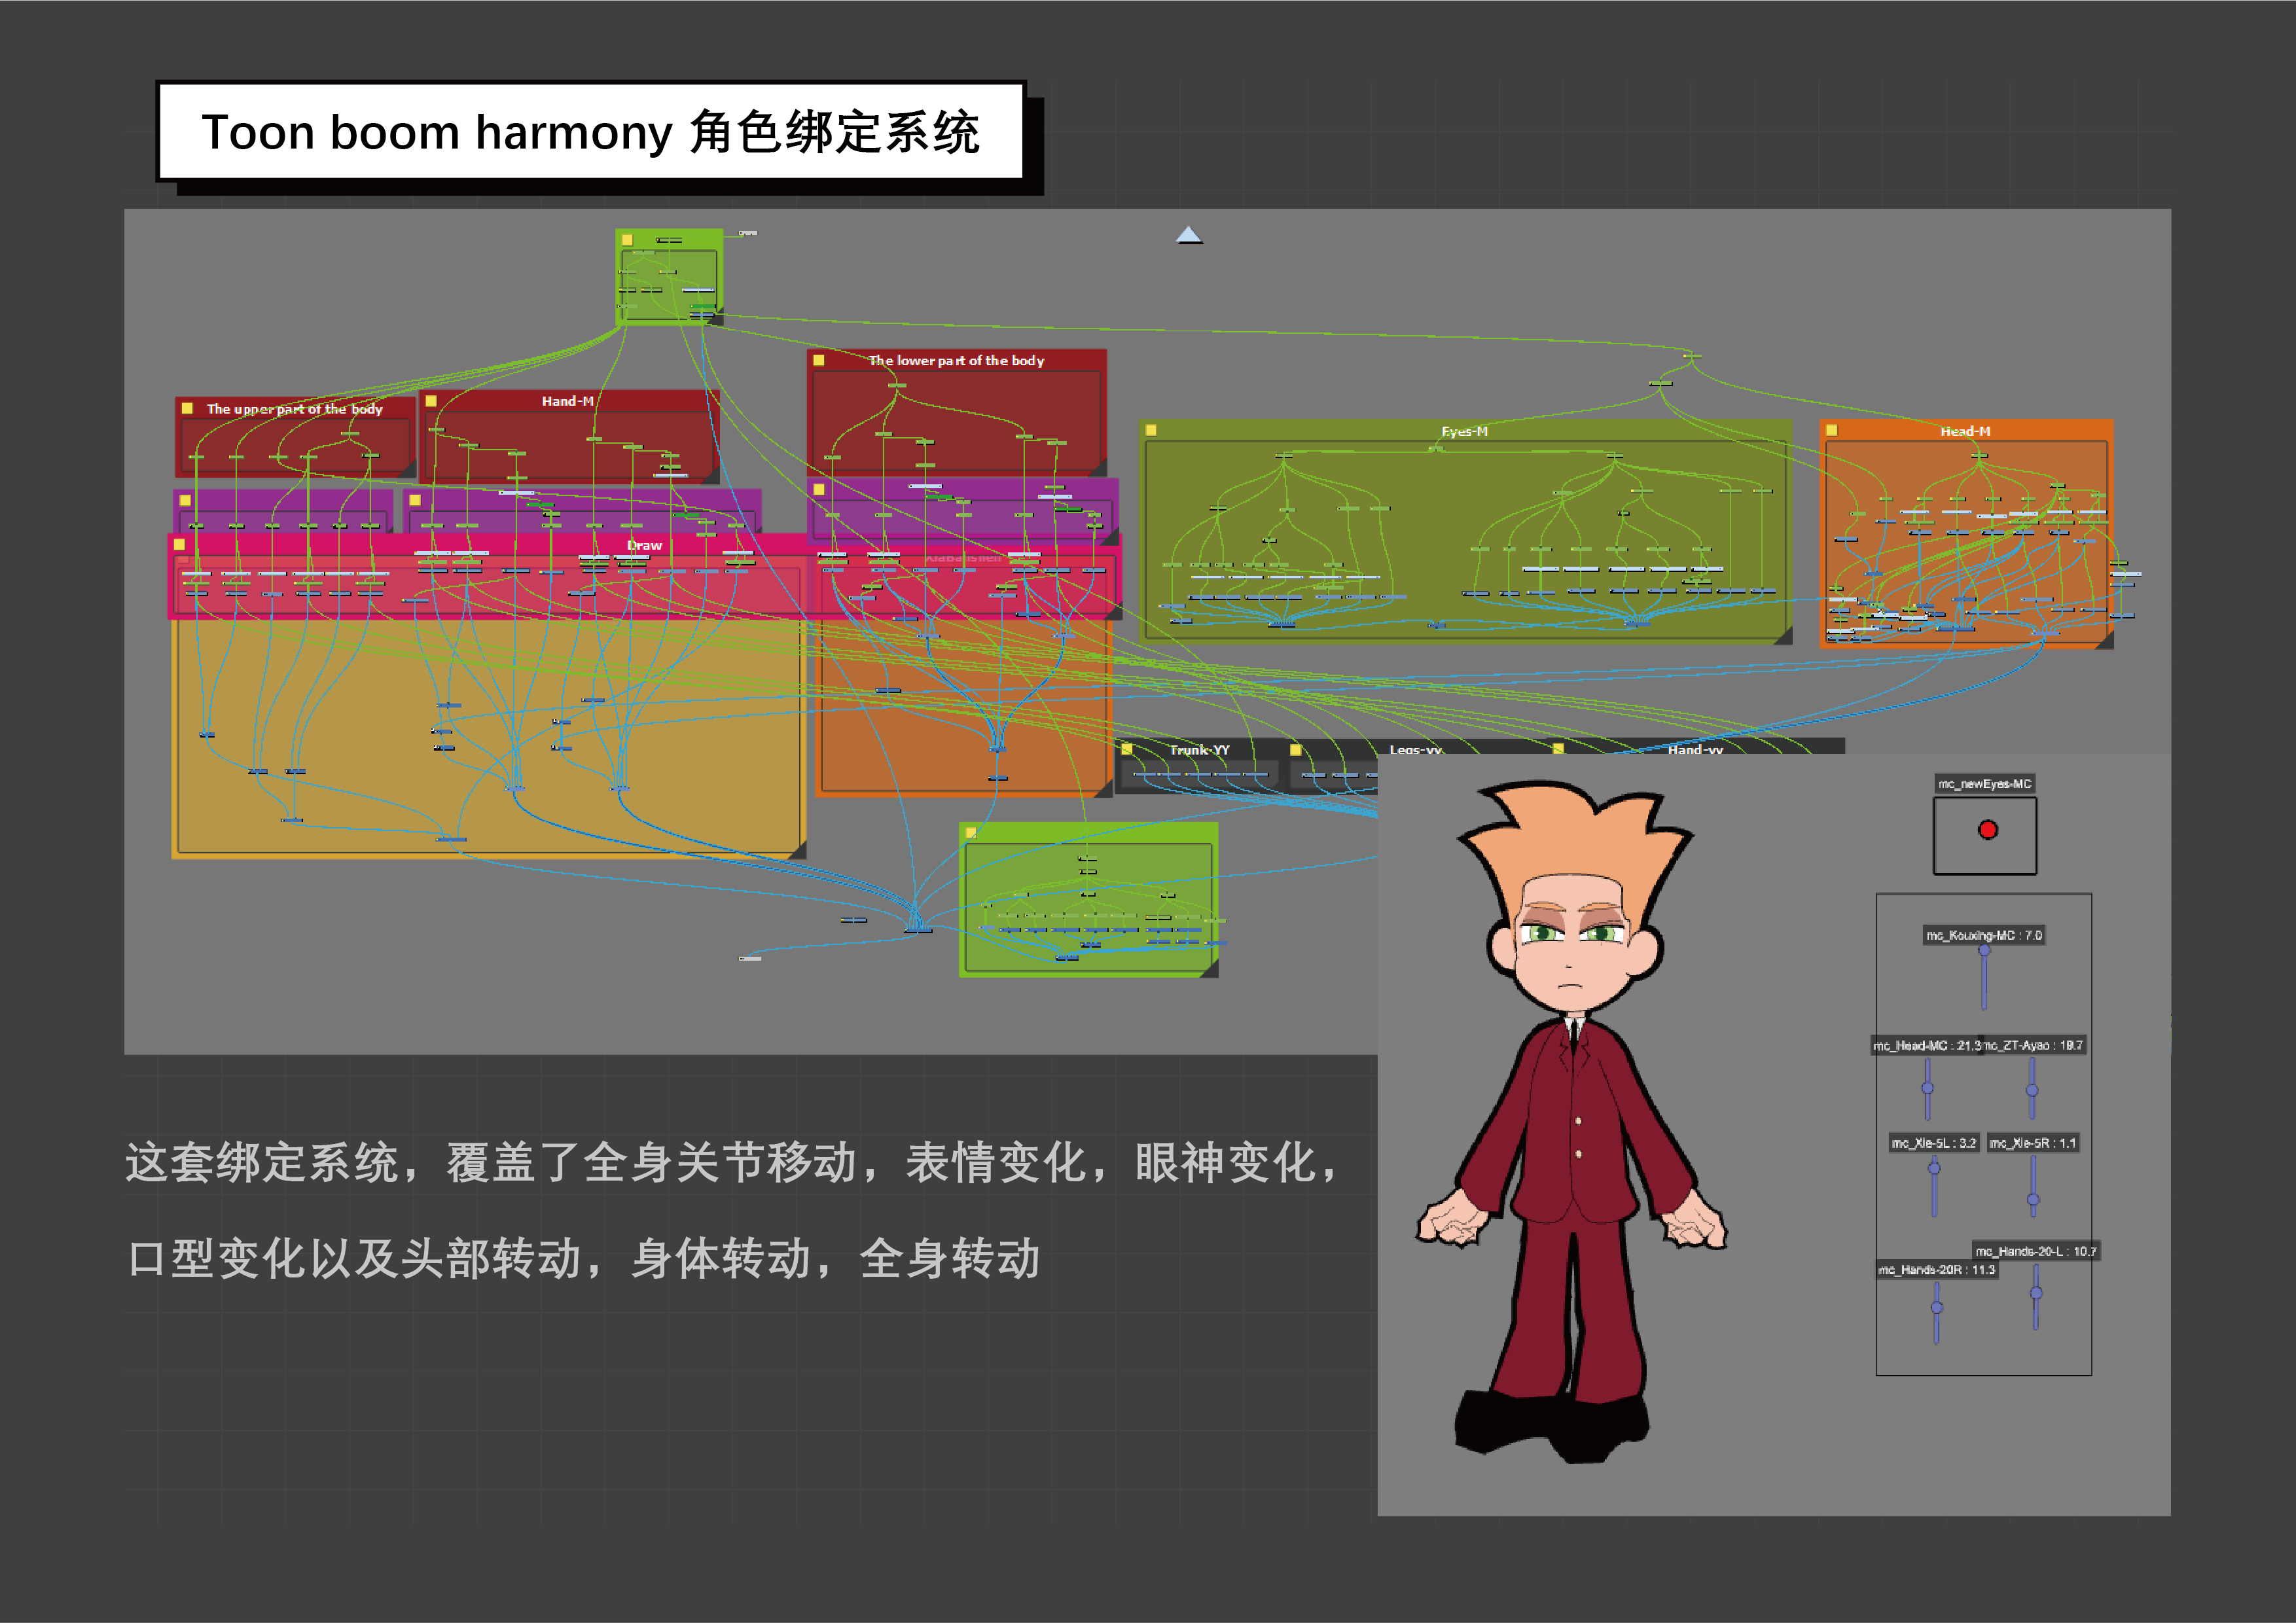 Toon boom harmony 角色绑定系统
The lower part of the body
The upper part of the body
Hand-M
Eyes-M
Head-M
Draw
Trunk-YY
Legs-yy
Hand-yy
mc_newEyes-MC
mc_Kouxing-MC : 7.0
mc_Head-MC : 21.3
mc_ZT-Ayao : 19.7
mc_Xie-5L : 3.2
mc_Xie-5R : 1.1
mc_Hands-20-L : 10.7
mc_Hands-20R : 11.3
这套绑定系统，覆盖了全身关节移动，表情变化，眼神变化，
口型变化以及头部转动，身体转动，全身转动